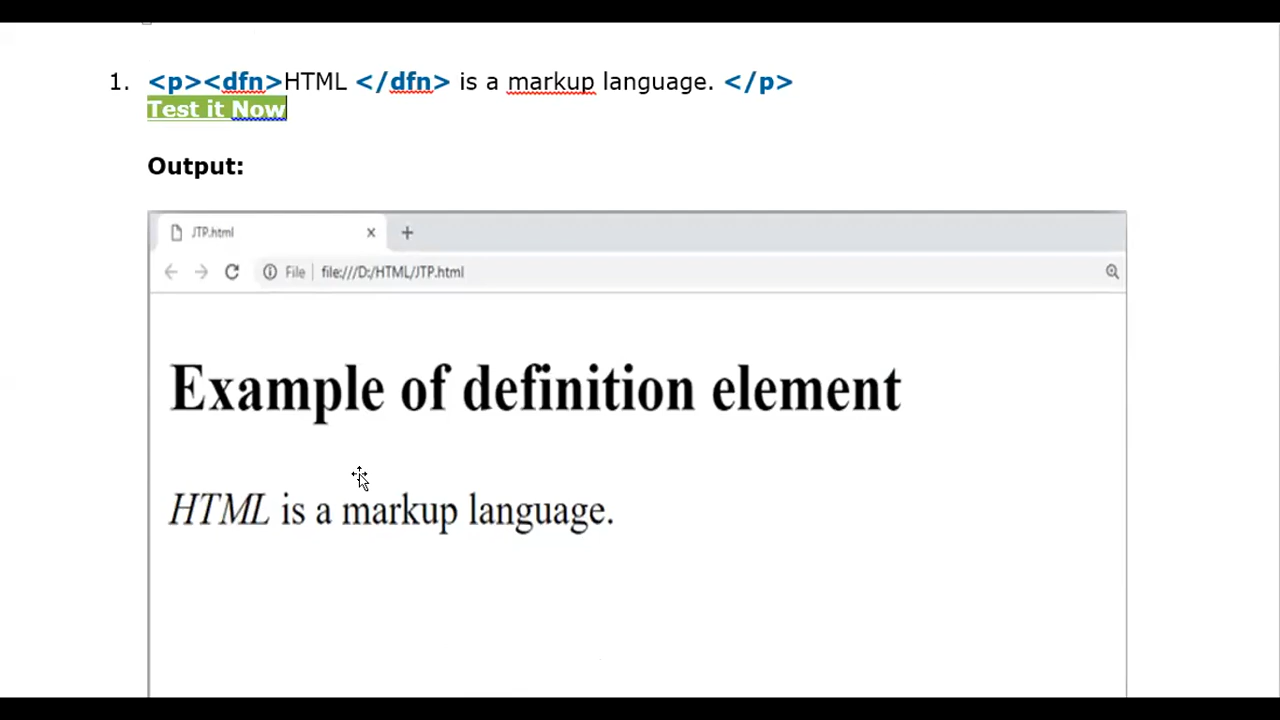 1. <p><dfn>HTML </dfn> is a markup language. </p>
Test it Now
Output:
JTP.html
File file:///D:/HTML/JTP.html
Example of definition element
HTML is a markup language.